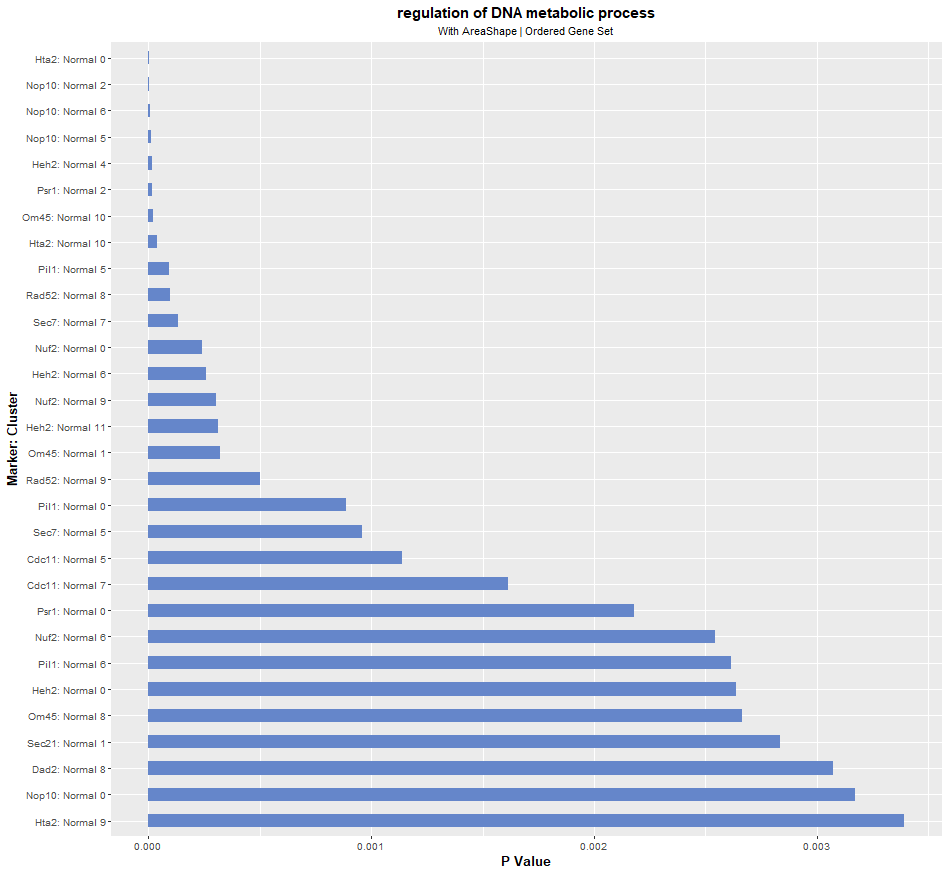 regulation of DNA metabolic process
With AreaShape | Ordered Gene Set
Marker: Cluster
Hta2: Normal 0
Nop10: Normal 2
Nop10: Normal 6
Nop10: Normal 5
Heh2: Normal 4
Psr1: Normal 2
Om45: Normal 10
Hta2: Normal 10
Pil1: Normal 5
Rad52: Normal 8
Sec7: Normal 7
Nuf2: Normal 0
Heh2: Normal 6
Nuf2: Normal 9
Heh2: Normal 11
Om45: Normal 1
Rad52: Normal 9
Pil1: Normal 0
Sec7: Normal 5
Cdc11: Normal 5
Cdc11: Normal 7
Psr1: Normal 0
Nuf2: Normal 6
Pil1: Normal 6
Heh2: Normal 0
Om45: Normal 8
Sec21: Normal 1
Dad2: Normal 8
Nop10: Normal 0
Hta2: Normal 9
0.000 0.001 0.002 0.003
P Value